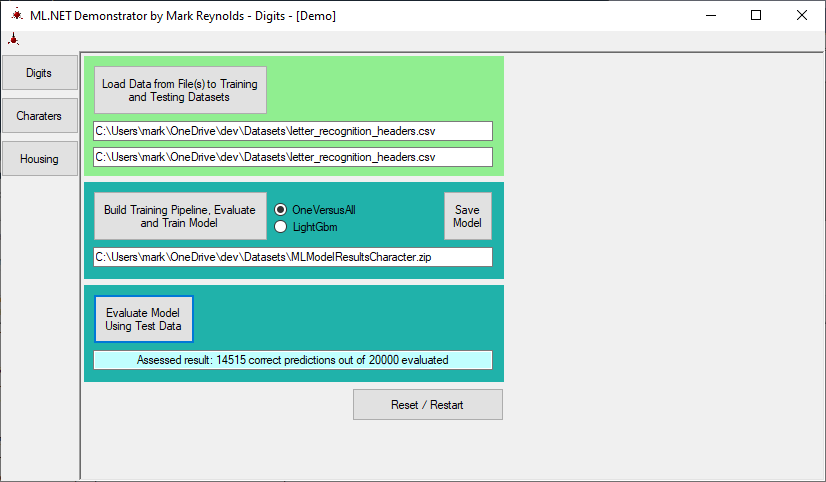 ML.NET Demonstrator by Mark Reynolds - Digits - [Demo]
Digits
Charaters
Housing
Load Data from File(s) to Training
and Testing Datasets
C:\Users\mark\OneDrive\dev\Datasets\letter_recognition_headers.csv
C:\Users\mark\OneDrive\dev\Datasets\letter_recognition_headers.csv
Build Training Pipeline, Evaluate
and Train Model
OneVersusAll
LightGbm
Save
Model
C:\Users\mark\OneDrive\dev\Datasets\MLModelResultsCharacter.zip
Evaluate Model
Using Test Data
Assessed result: 14515 correct predictions out of 20000 evaluated
Reset / Restart